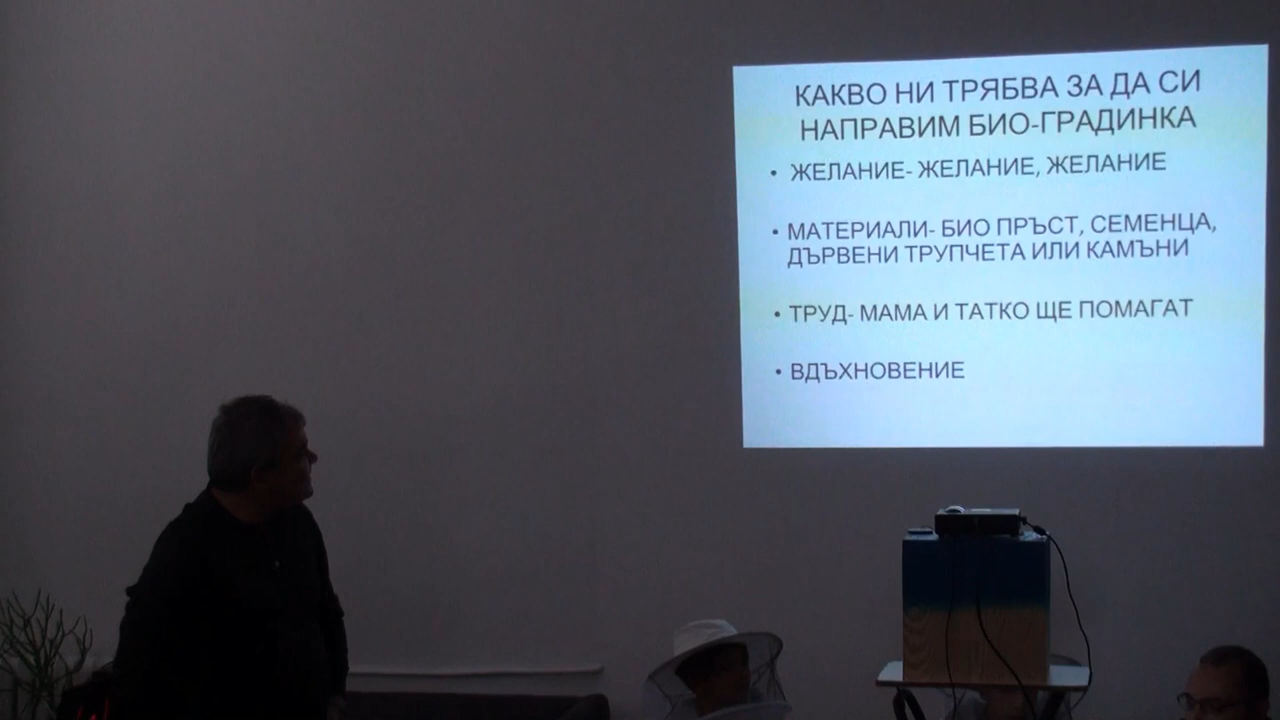 КАКВО НИ ТРЯБВА ЗА ДА СИ
НАПРАВИМ БИО-ГРАДИНКА
• ЖЕЛАНИЕ- ЖЕЛАНИЕ, ЖЕЛАНИЕ
• МАТЕРИАЛИ- БИО ПРЪСТ, СЕМЕНЦА,
ДЪРВЕНИ ТРУПЧЕТА ИЛИ КАМЪНИ
• ТРУД- МАМА И ТАТКО ЩЕ ПОМАГАТ
• ВДЪХНОВЕНИЕ